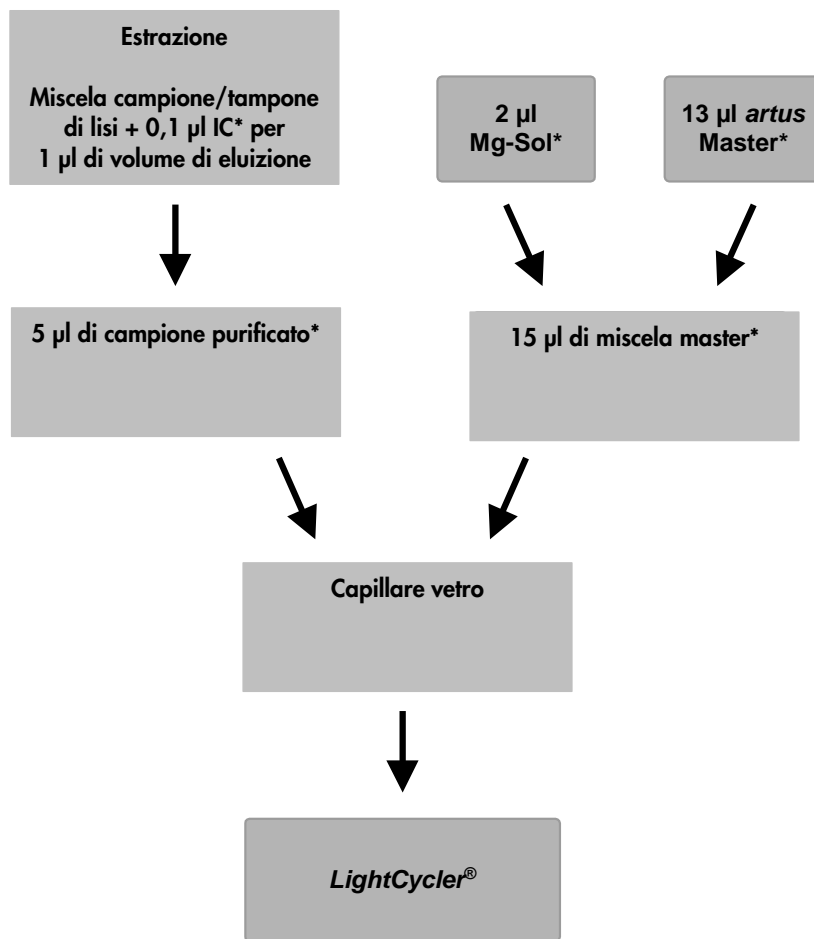 Estrazione
Miscela campione/tampone
di lisi + 0,1 µl IC* per
1 µl di volume di eluizione
2 µl
Mg-Sol*
13 µl artus
Master*
5 µl di campione purificato*
15 µl di miscela master*
Capillare vetro
LightCycler®